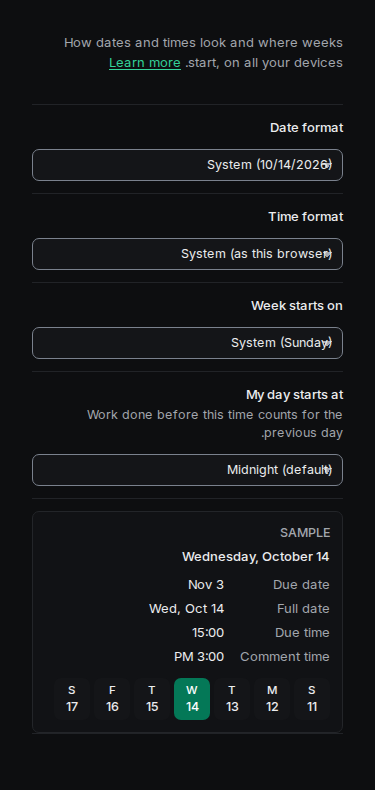 How dates and times look and where weeks
start, on all your devices. Learn more
Date format
System (10/14/2026)
Time format
System (as this browser)
Week starts on
System (Sunday)
My day starts at
Work done before this time counts for the
previous day.
Midnight (default)
SAMPLE
Wednesday, October 14
Due date Nov 3
Full date Wed, Oct 14
Due time 15:00
Comment time 3:00 PM
S M T W T F S
11 12 13 14 15 16 17